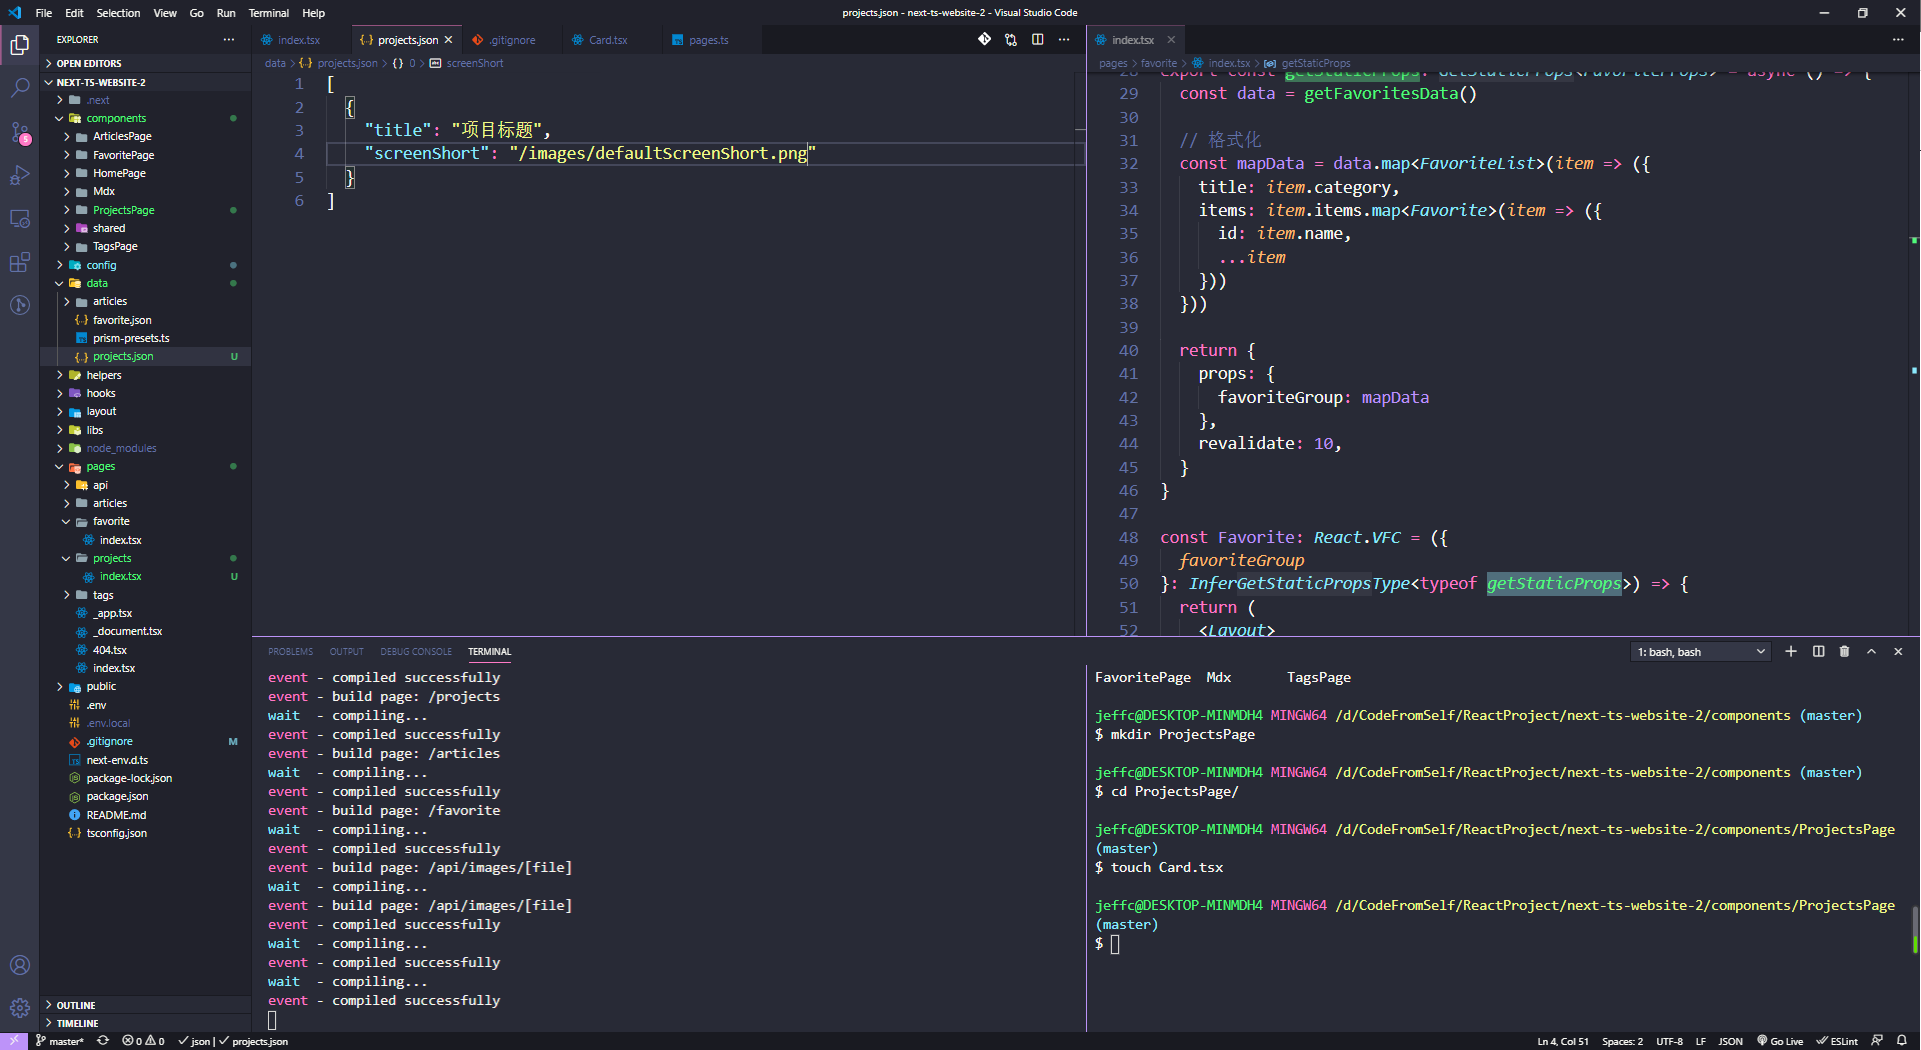 File Edit Selection View Go Run Terminal Help
projects.json - next-ts-website-2 - Visual Studio Code
EXPLORER
OPEN EDITORS
NEXT-TS-WEBSITE-2
.next
components
ArticlesPage
FavoritePage
HomePage
Mdx
ProjectsPage
shared
TagsPage
config
data
articles
favorite.json
prism-presets.ts
projects.json U
helpers
hooks
layout
libs
node_modules
pages
api
articles
favorite
index.tsx
projects
index.tsx U
tags
_app.tsx
_document.tsx
404.tsx
index.tsx
public
.env
.env.local
.gitignore M
next-env.d.ts
package-lock.json
package.json
README.md
tsconfig.json
OUTLINE
TIMELINE
5
index.tsx projects.json .gitignore Card.tsx pages.ts
data > projects.json > {} 0 > screenShort
1 [
2 {
3 "title": "项目标题",
4 "screenShort": "/images/defaultScreenShort.png"
5 }
6 ]
index.tsx
pages > favorite > index.tsx > getStaticProps
28 export const getStaticProps: GetStaticProps<FavoriteProps> = async () => {
29 const data = getFavoritesData()
30
31 // 格式化
32 const mapData = data.map<FavoriteList>(item => ({
33 title: item.category,
34 items: item.items.map<Favorite>(item => ({
35 id: item.name,
36 ...item
37 }))
38 }))
39
40 return {
41 props: {
42 favoriteGroup: mapData
43 },
44 revalidate: 10,
45 }
46 }
47
48 const Favorite: React.VFC = ({
49 favoriteGroup
50 }: InferGetStaticPropsType<typeof getStaticProps>) => {
51 return (
52 <Layout>
PROBLEMS OUTPUT DEBUG CONSOLE TERMINAL
1: bash, bash
event - compiled successfully
event - build page: /projects
wait - compiling...
event - compiled successfully
event - build page: /articles
wait - compiling...
event - compiled successfully
event - build page: /favorite
wait - compiling...
event - compiled successfully
event - build page: /api/images/[file]
wait - compiling...
event - build page: /api/images/[file]
event - compiled successfully
wait - compiling...
event - compiled successfully
wait - compiling...
event - compiled successfully
FavoritePage Mdx TagsPage
jeffc@DESKTOP-MINMDH4 MINGW64 /d/CodeFromSelf/ReactProject/next-ts-website-2/components (master)
$ mkdir ProjectsPage
jeffc@DESKTOP-MINMDH4 MINGW64 /d/CodeFromSelf/ReactProject/next-ts-website-2/components (master)
$ cd ProjectsPage/
jeffc@DESKTOP-MINMDH4 MINGW64 /d/CodeFromSelf/ReactProject/next-ts-website-2/components/ProjectsPage
(master)
$ touch Card.tsx
jeffc@DESKTOP-MINMDH4 MINGW64 /d/CodeFromSelf/ReactProject/next-ts-website-2/components/ProjectsPage
(master)
$
master* 0 0 json | projects.json
Ln 4, Col 51 Spaces: 2 UTF-8 LF JSON Go Live ESLint